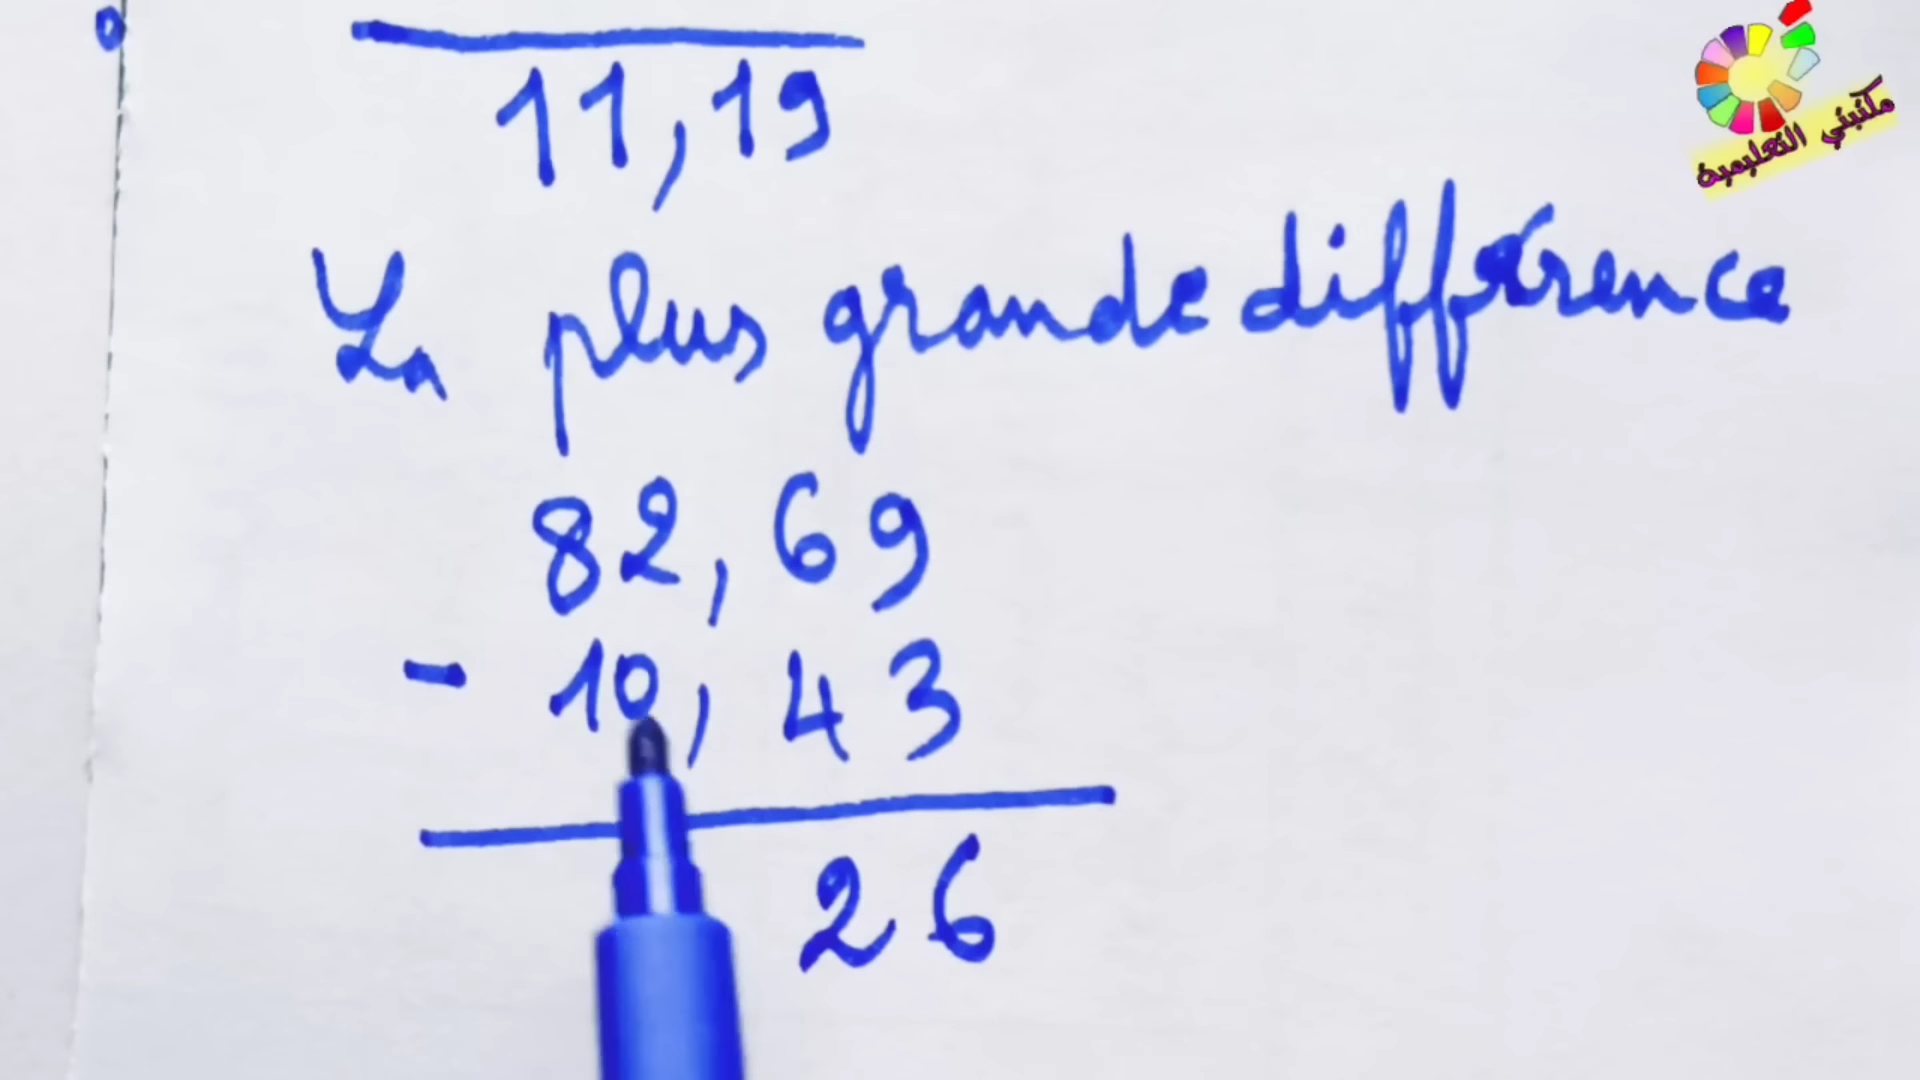 11,19
مكتبتي التعليمية
La plus grande différence
82,69
- 10,43
26